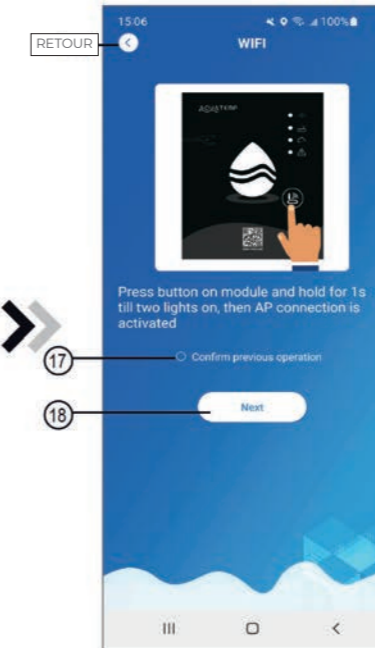 15:06
100%
RETOUR
WIFI
Press button on module and hold for 1s
till two lights on, then AP connection is
activated
17
Confirm previous operation
18
Next